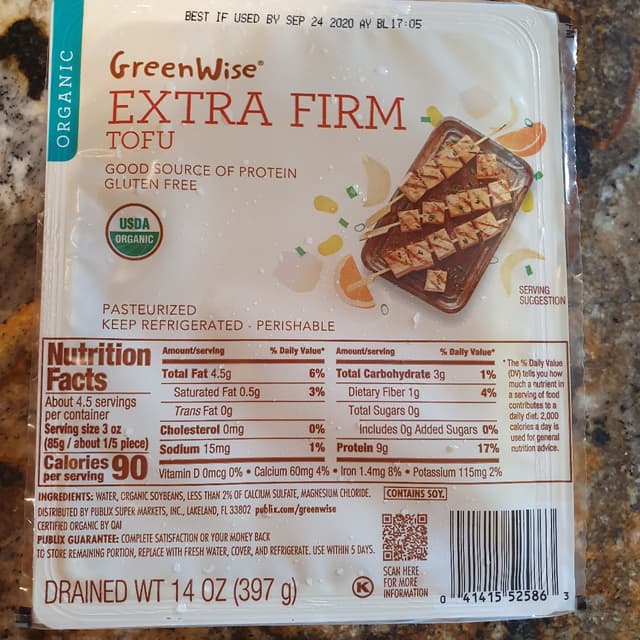 BEST IF USED BY SEP 24 2020 AY BL 17:05
ORGANIC
GreenWise®
EXTRA FIRM
TOFU
GOOD SOURCE OF PROTEIN
GLUTEN FREE
USDA
ORGANIC
SERVING
SUGGESTION
PASTEURIZED
KEEP REFRIGERATED - PERISHABLE
Nutrition
Facts
About 4.5 servings
per container
Serving size 3 oz
(85g / about 1/5 piece)
Calories
per serving 90
Amount/serving % Daily Value*
Total Fat 4.5g 6%
Saturated Fat 0.5g 3%
Trans Fat 0g
Cholesterol 0mg 0%
Sodium 15mg 1%
Amount/serving % Daily Value*
Total Carbohydrate 3g 1%
Dietary Fiber 1g 4%
Total Sugars 0g
Includes 0g Added Sugars 0%
Protein 9g 17%
Vitamin D 0mcg 0% • Calcium 60mg 4% • Iron 1.4mg 8% • Potassium 115mg 2%
* The % Daily Value
(DV) tells you how
much a nutrient in
a serving of food
contributes to a
daily diet. 2,000
calories a day is
used for general
nutrition advice.
INGREDIENTS: WATER, ORGANIC SOYBEANS, LESS THAN 2% OF CALCIUM SULFATE, MAGNESIUM CHLORIDE.
CONTAINS SOY.
DISTRIBUTED BY PUBLIX SUPER MARKETS, INC., LAKELAND, FL 33802 publix.com/greenwise
CERTIFIED ORGANIC BY QAI
PUBLIX GUARANTEE: COMPLETE SATISFACTION OR YOUR MONEY BACK
TO STORE REMAINING PORTION, REPLACE WITH FRESH WATER, COVER, AND REFRIGERATE. USE WITHIN 5 DAYS.
DRAINED WT 14 OZ (397 g)
K
SCAN HERE
FOR MORE
INFORMATION
0 41415 52586 3